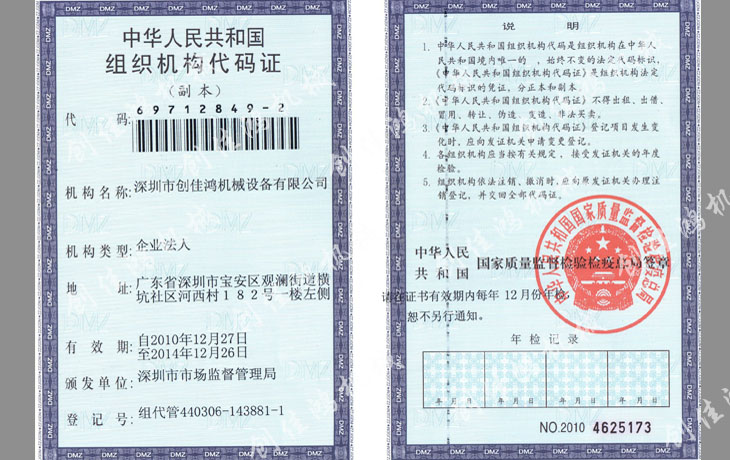 中华人民共和国
组织机构代码证
(副本)
代 码: 69712849-2
机构名称: 深圳市创佳鸿机械设备有限公司
机构类型: 企业法人
地 址: 广东省深圳市宝安区观澜街道横
坑社区河西村182号一楼左侧
有 效 期: 自2010年12月27日
至2014年12月26日
颁发单位: 深圳市市场监督管理局
登 记 号: 组代管440306-143881-1
说 明
1. 中华人民共和国组织机构代码是组织机构在中华人
民共和国境内唯一的、始终不变的法定代码标识,
《中华人民共和国组织机构代码证》是组织机构法定
代码标识的凭证,分正本和副本。
2.《中华人民共和国组织机构代码证》不得出租、出借、
冒用、转让、伪造、变造、非法买卖。
3.《中华人民共和国组织机构代码证》登记项目发生变
化时,应向发证机关申请变更登记。
4. 各组织机构应当按有关规定,接受发证机关的年度
检验。
5. 组织机构依法注销、撤消时,应向原发证机关办理注
销登记,并交回全部代码证。
中华人民
共 和 国 国家质量监督检验检疫总局签章
请在证书有效期内每年12月份年检,
恕不另行通知。
年检记录
年 月 日 年 月 日 年 月 日 年 月 日
NO.2010 4625173